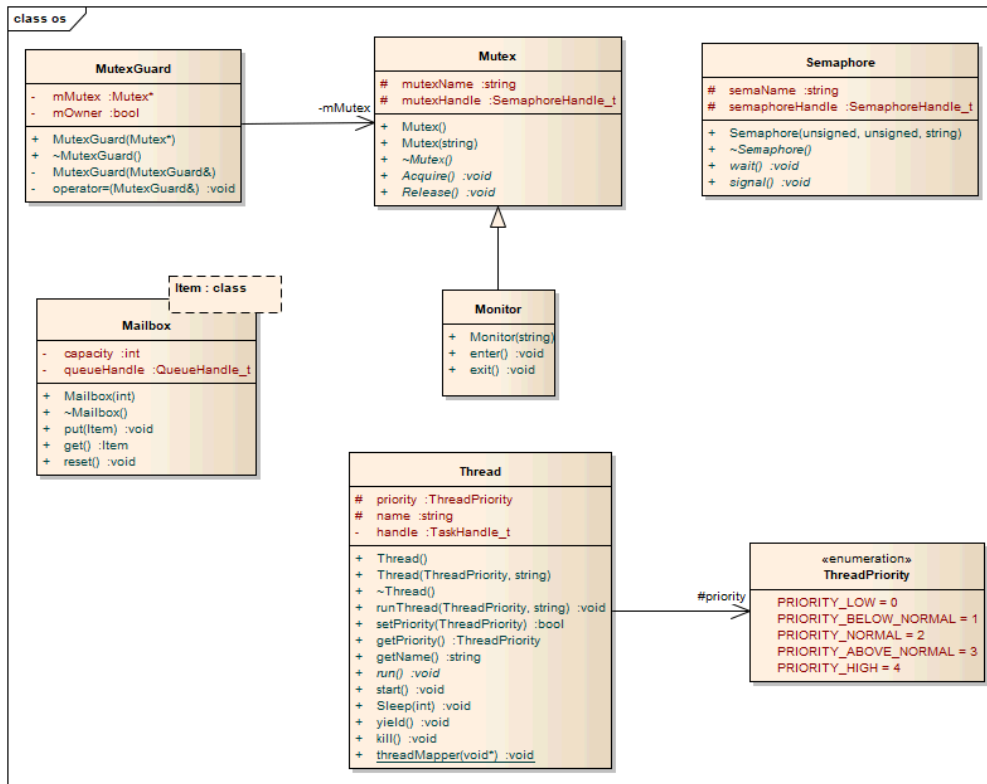 class os
MutexGuard
- mMutex :Mutex*
- mOwner :bool
+ MutexGuard(Mutex*)
+ ~MutexGuard()
- MutexGuard(MutexGuard&)
- operator=(MutexGuard&) :void
-mMutex
Mutex
# mutexName :string
# mutexHandle :SemaphoreHandle_t
+ Mutex()
+ Mutex(string)
+ ~Mutex()
+ Acquire() :void
+ Release() :void
Semaphore
# semaName :string
# semaphoreHandle :SemaphoreHandle_t
+ Semaphore(unsigned, unsigned, string)
+ ~Semaphore()
+ wait() :void
+ signal() :void
Item : class
Mailbox
- capacity :int
- queueHandle :QueueHandle_t
+ Mailbox(int)
+ ~Mailbox()
+ put(Item) :void
+ get() :Item
+ reset() :void
Monitor
+ Monitor(string)
+ enter() :void
+ exit() :void
Thread
# priority :ThreadPriority
# name :string
- handle :TaskHandle_t
+ Thread()
+ Thread(ThreadPriority, string)
+ ~Thread()
+ runThread(ThreadPriority, string) :void
+ setPriority(ThreadPriority) :bool
+ getPriority() :ThreadPriority
+ getName() :string
+ run() :void
+ start() :void
+ Sleep(int) :void
+ yield() :void
+ kill() :void
+ threadMapper(void*) :void
#priority
«enumeration»
ThreadPriority
PRIORITY_LOW = 0
PRIORITY_BELOW_NORMAL = 1
PRIORITY_NORMAL = 2
PRIORITY_ABOVE_NORMAL = 3
PRIORITY_HIGH = 4